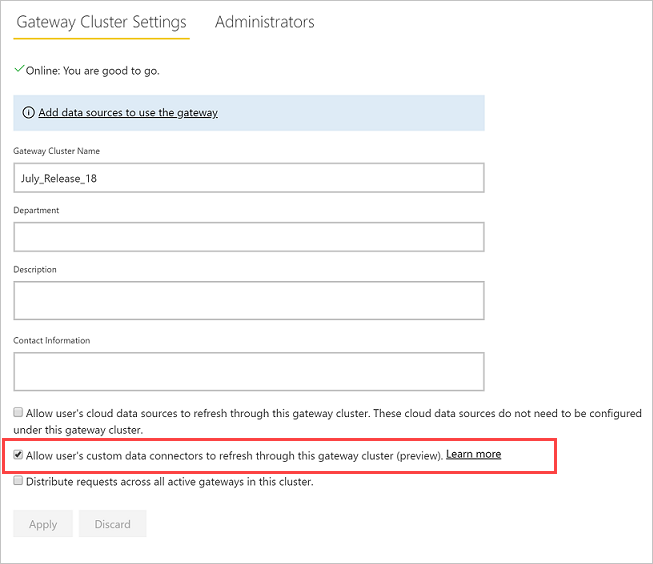 Gateway Cluster Settings Administrators
Online: You are good to go.
Add data sources to use the gateway
Gateway Cluster Name
July_Release_18
Department
Description
Contact Information
Allow user's cloud data sources to refresh through this gateway cluster. These cloud data sources do not need to be configured
under this gateway cluster.
Allow user's custom data connectors to refresh through this gateway cluster (preview). Learn more
Distribute requests across all active gateways in this cluster.
Apply Discard